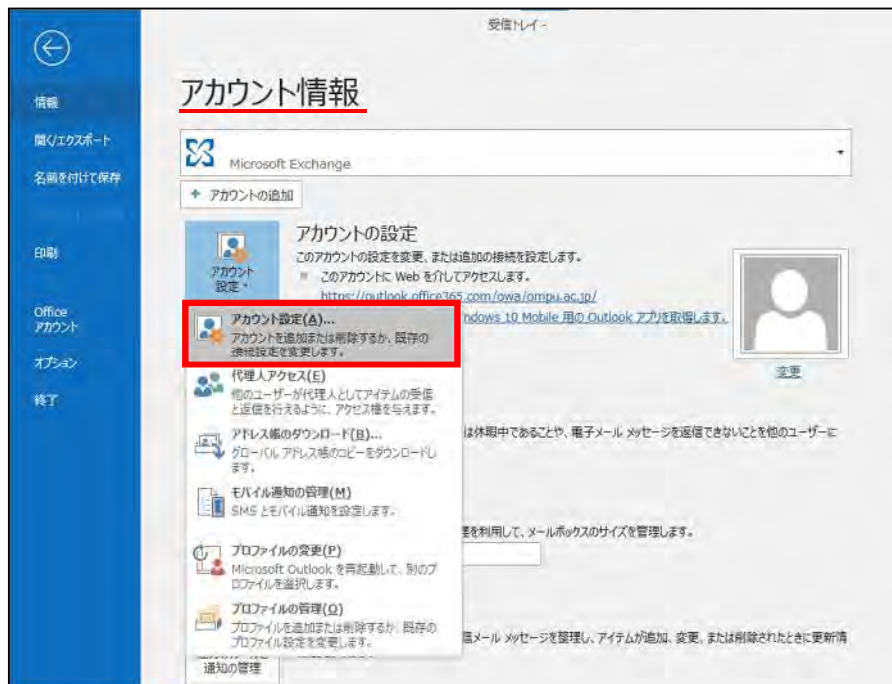 受信トレイ -
情報
開く/エクスポート
名前を付けて保存
印刷
Office
アカウント
オプション
終了
アカウント情報
Microsoft Exchange
アカウントの追加
アカウント
設定
アカウントの設定
このアカウントの設定を変更、または追加の接続を設定します。
このアカウントに Web を介してアクセスします。
https://outlook.office365.com/owa/ompu.ac.jp/
ndows 10 Mobile 用の Outlook アプリを取得します。
変更
アカウント設定(A)...
アカウントを追加または削除するか、既存の
接続設定を変更します。
代理人アクセス(E)
他のユーザーが代理人としてアイテムの受信
と返信を行えるように、アクセス権を与えます。
アドレス帳のダウンロード(B)...
グローバル アドレス帳のコピーをダウンロードし
ます。
モバイル通知の管理(M)
SMS とモバイル通知を設定します。
プロファイルの変更(P)
Microsoft Outlook を再起動して、別のプ
ロファイルを選択します。
プロファイルの管理(O)
プロファイルを追加または削除するか、既存の
プロファイル設定を変更します。
は休暇中であることや、電子メール メッセージを返信できないことを他のユーザーに
を利用して、メールボックスのサイズを管理します。
信メール メッセージを整理し、アイテムが追加、変更、または削除されたときに更新情
通知の管理